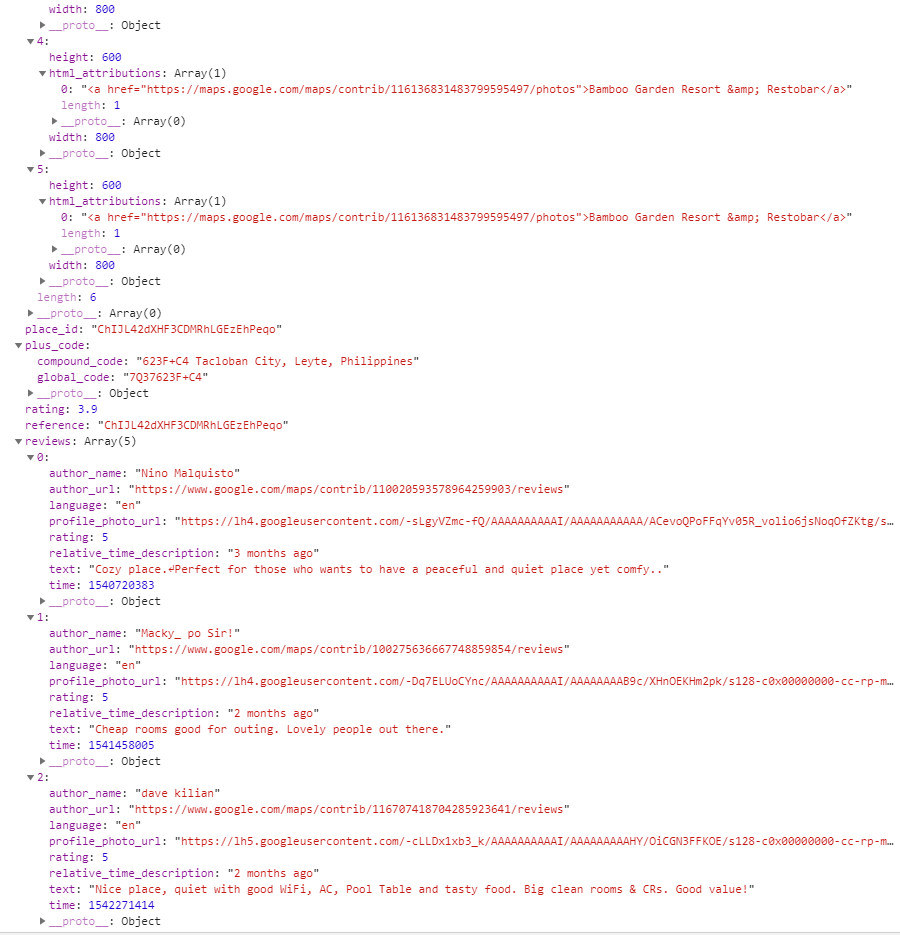 width: 800
__proto__: Object
4:
height: 600
html_attributions: Array(1)
0: "<a href="https://maps.google.com/maps/contrib/116136831483799595497/photos">Bamboo Garden Resort &amp; Restobar</a>"
length: 1
__proto__: Array(0)
width: 800
__proto__: Object
5:
height: 600
html_attributions: Array(1)
0: "<a href="https://maps.google.com/maps/contrib/116136831483799595497/photos">Bamboo Garden Resort &amp; Restobar</a>"
length: 1
__proto__: Array(0)
width: 800
__proto__: Object
length: 6
__proto__: Array(0)
place_id: "ChIJL42dXHF3CDMRhLGEzEhPeqo"
plus_code:
compound_code: "623F+C4 Tacloban City, Leyte, Philippines"
global_code: "7Q37623F+C4"
__proto__: Object
rating: 3.9
reference: "ChIJL42dXHF3CDMRhLGEzEhPeqo"
reviews: Array(5)
0:
author_name: "Nino Malquisto"
author_url: "https://www.google.com/maps/contrib/110020593578964259903/reviews"
language: "en"
profile_photo_url: "https://lh4.googleusercontent.com/-sLgyVZmc-fQ/AAAAAAAAAAI/AAAAAAAAAAA/ACevoQPoFFqYv05R_volio6jsNoqOfZKtg/s…
rating: 5
relative_time_description: "3 months ago"
text: "Cozy place.↵Perfect for those who wants to have a peaceful and quiet place yet comfy.."
time: 1540720383
__proto__: Object
1:
author_name: "Macky_ po Sir!"
author_url: "https://www.google.com/maps/contrib/100275636667748859854/reviews"
language: "en"
profile_photo_url: "https://lh4.googleusercontent.com/-Dq7ELUoCYnc/AAAAAAAAAAI/AAAAAAAAB9c/XHnOEKHm2pk/s128-c0x00000000-cc-rp-m…
rating: 5
relative_time_description: "2 months ago"
text: "Cheap rooms good for outing. Lovely people out there."
time: 1541458005
__proto__: Object
2:
author_name: "dave kilian"
author_url: "https://www.google.com/maps/contrib/116707418704285923641/reviews"
language: "en"
profile_photo_url: "https://lh5.googleusercontent.com/-cLLDx1xb3_k/AAAAAAAAAAI/AAAAAAAAAHY/OiCGN3FFKOE/s128-c0x00000000-cc-rp-m…
rating: 5
relative_time_description: "2 months ago"
text: "Nice place, quiet with good WiFi, AC, Pool Table and tasty food. Big clean rooms & CRs. Good value!"
time: 1542271414
__proto__: Object